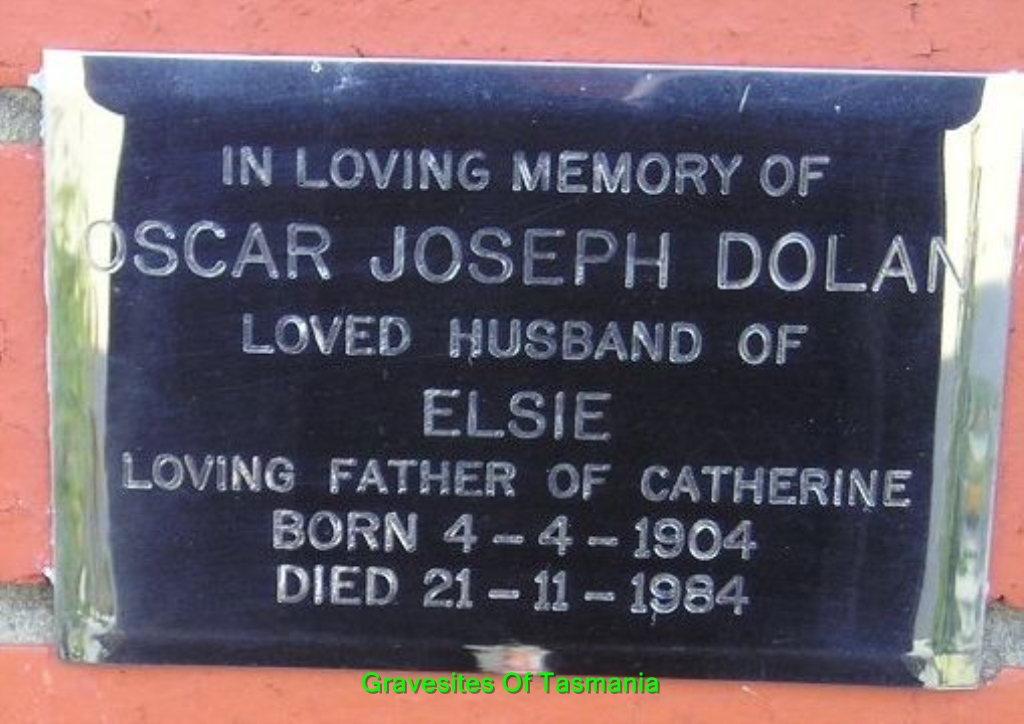 IN LOVING MEMORY OF
OSCAR JOSEPH DOLAN
LOVED HUSBAND OF
ELSIE
LOVING FATHER OF CATHERINE
BORN 4-4-1904
DIED 21-11-1984
Gravesites Of Tasmania